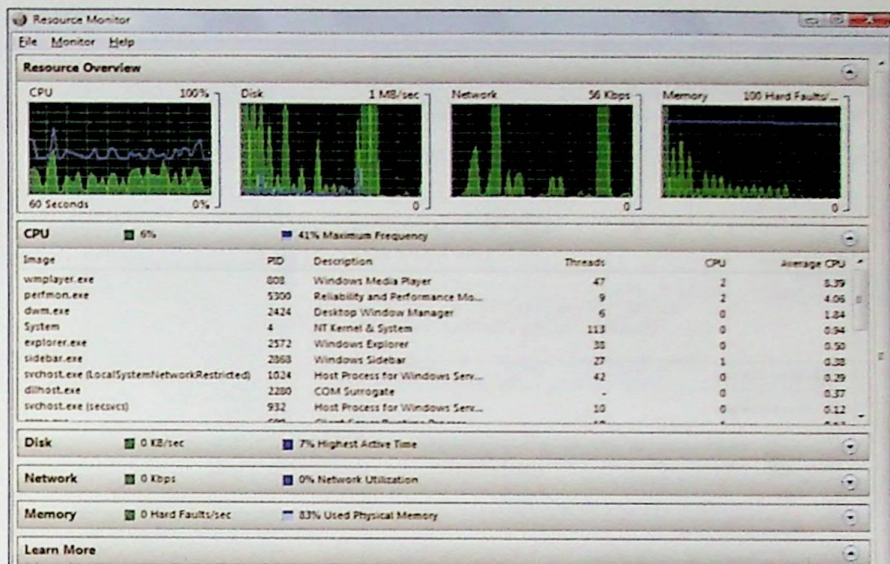 Resource Monitor
File Monitor Help
Resource Overview
CPU 100% Disk 1 MB/sec Network 56 Kbps Memory 100 Hard Faults/...
60 Seconds 0% 0 0 0
CPU 6% 41% Maximum Frequency
Image PID Description Threads CPU Average CPU
wmplayer.exe 808 Windows Media Player 47 2 8.39
perfmon.exe 5300 Reliability and Performance Mo... 9 2 4.06
dwm.exe 2424 Desktop Window Manager 6 0 1.84
System 4 NT Kernel & System 113 0 0.94
explorer.exe 2572 Windows Explorer 38 0 0.50
sidebar.exe 2868 Windows Sidebar 27 1 0.38
svchost.exe (LocalSystemNetworkRestricted) 1024 Host Process for Windows Serv... 42 0 0.29
dllhost.exe 2280 COM Surrogate - 0 0.37
svchost.exe (secsvcs) 932 Host Process for Windows Serv... 10 0 0.12
Disk 0 KB/sec 7% Highest Active Time
Network 0 Kbps 0% Network Utilization
Memory 0 Hard Faults/sec 83% Used Physical Memory
Learn More